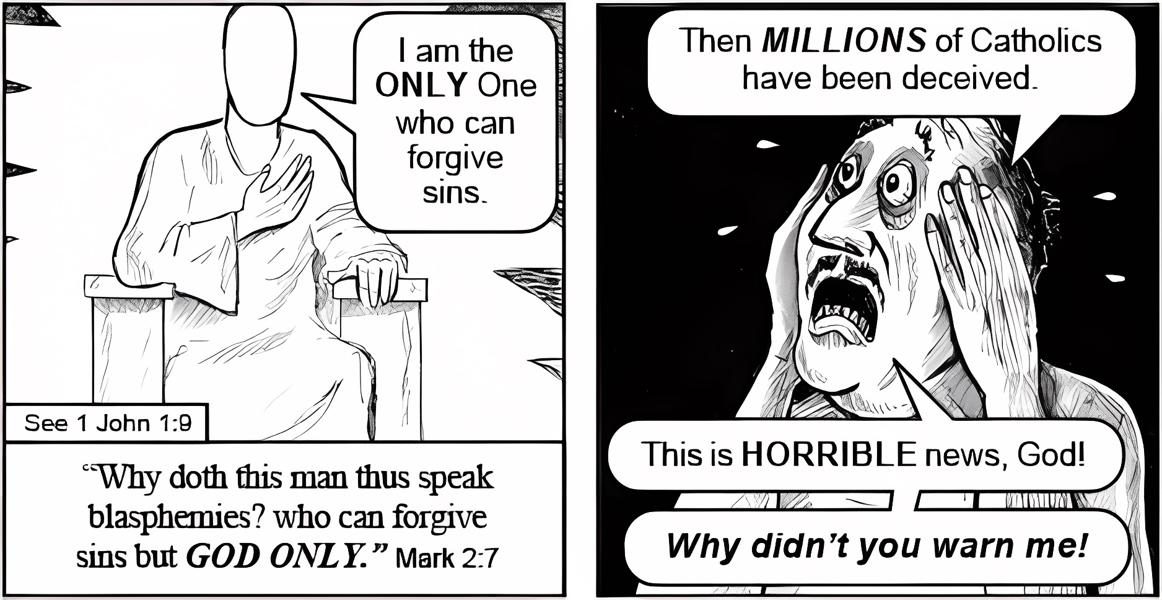 I am the
ONLY One
who can
forgive
sins.
See 1 John 1:9
“Why doth this man thus speak
blasphemies? who can forgive
sins but GOD ONLY.” Mark 2:7
Then MILLIONS of Catholics
have been deceived.
This is HORRIBLE news, God!
Why didn’t you warn me!